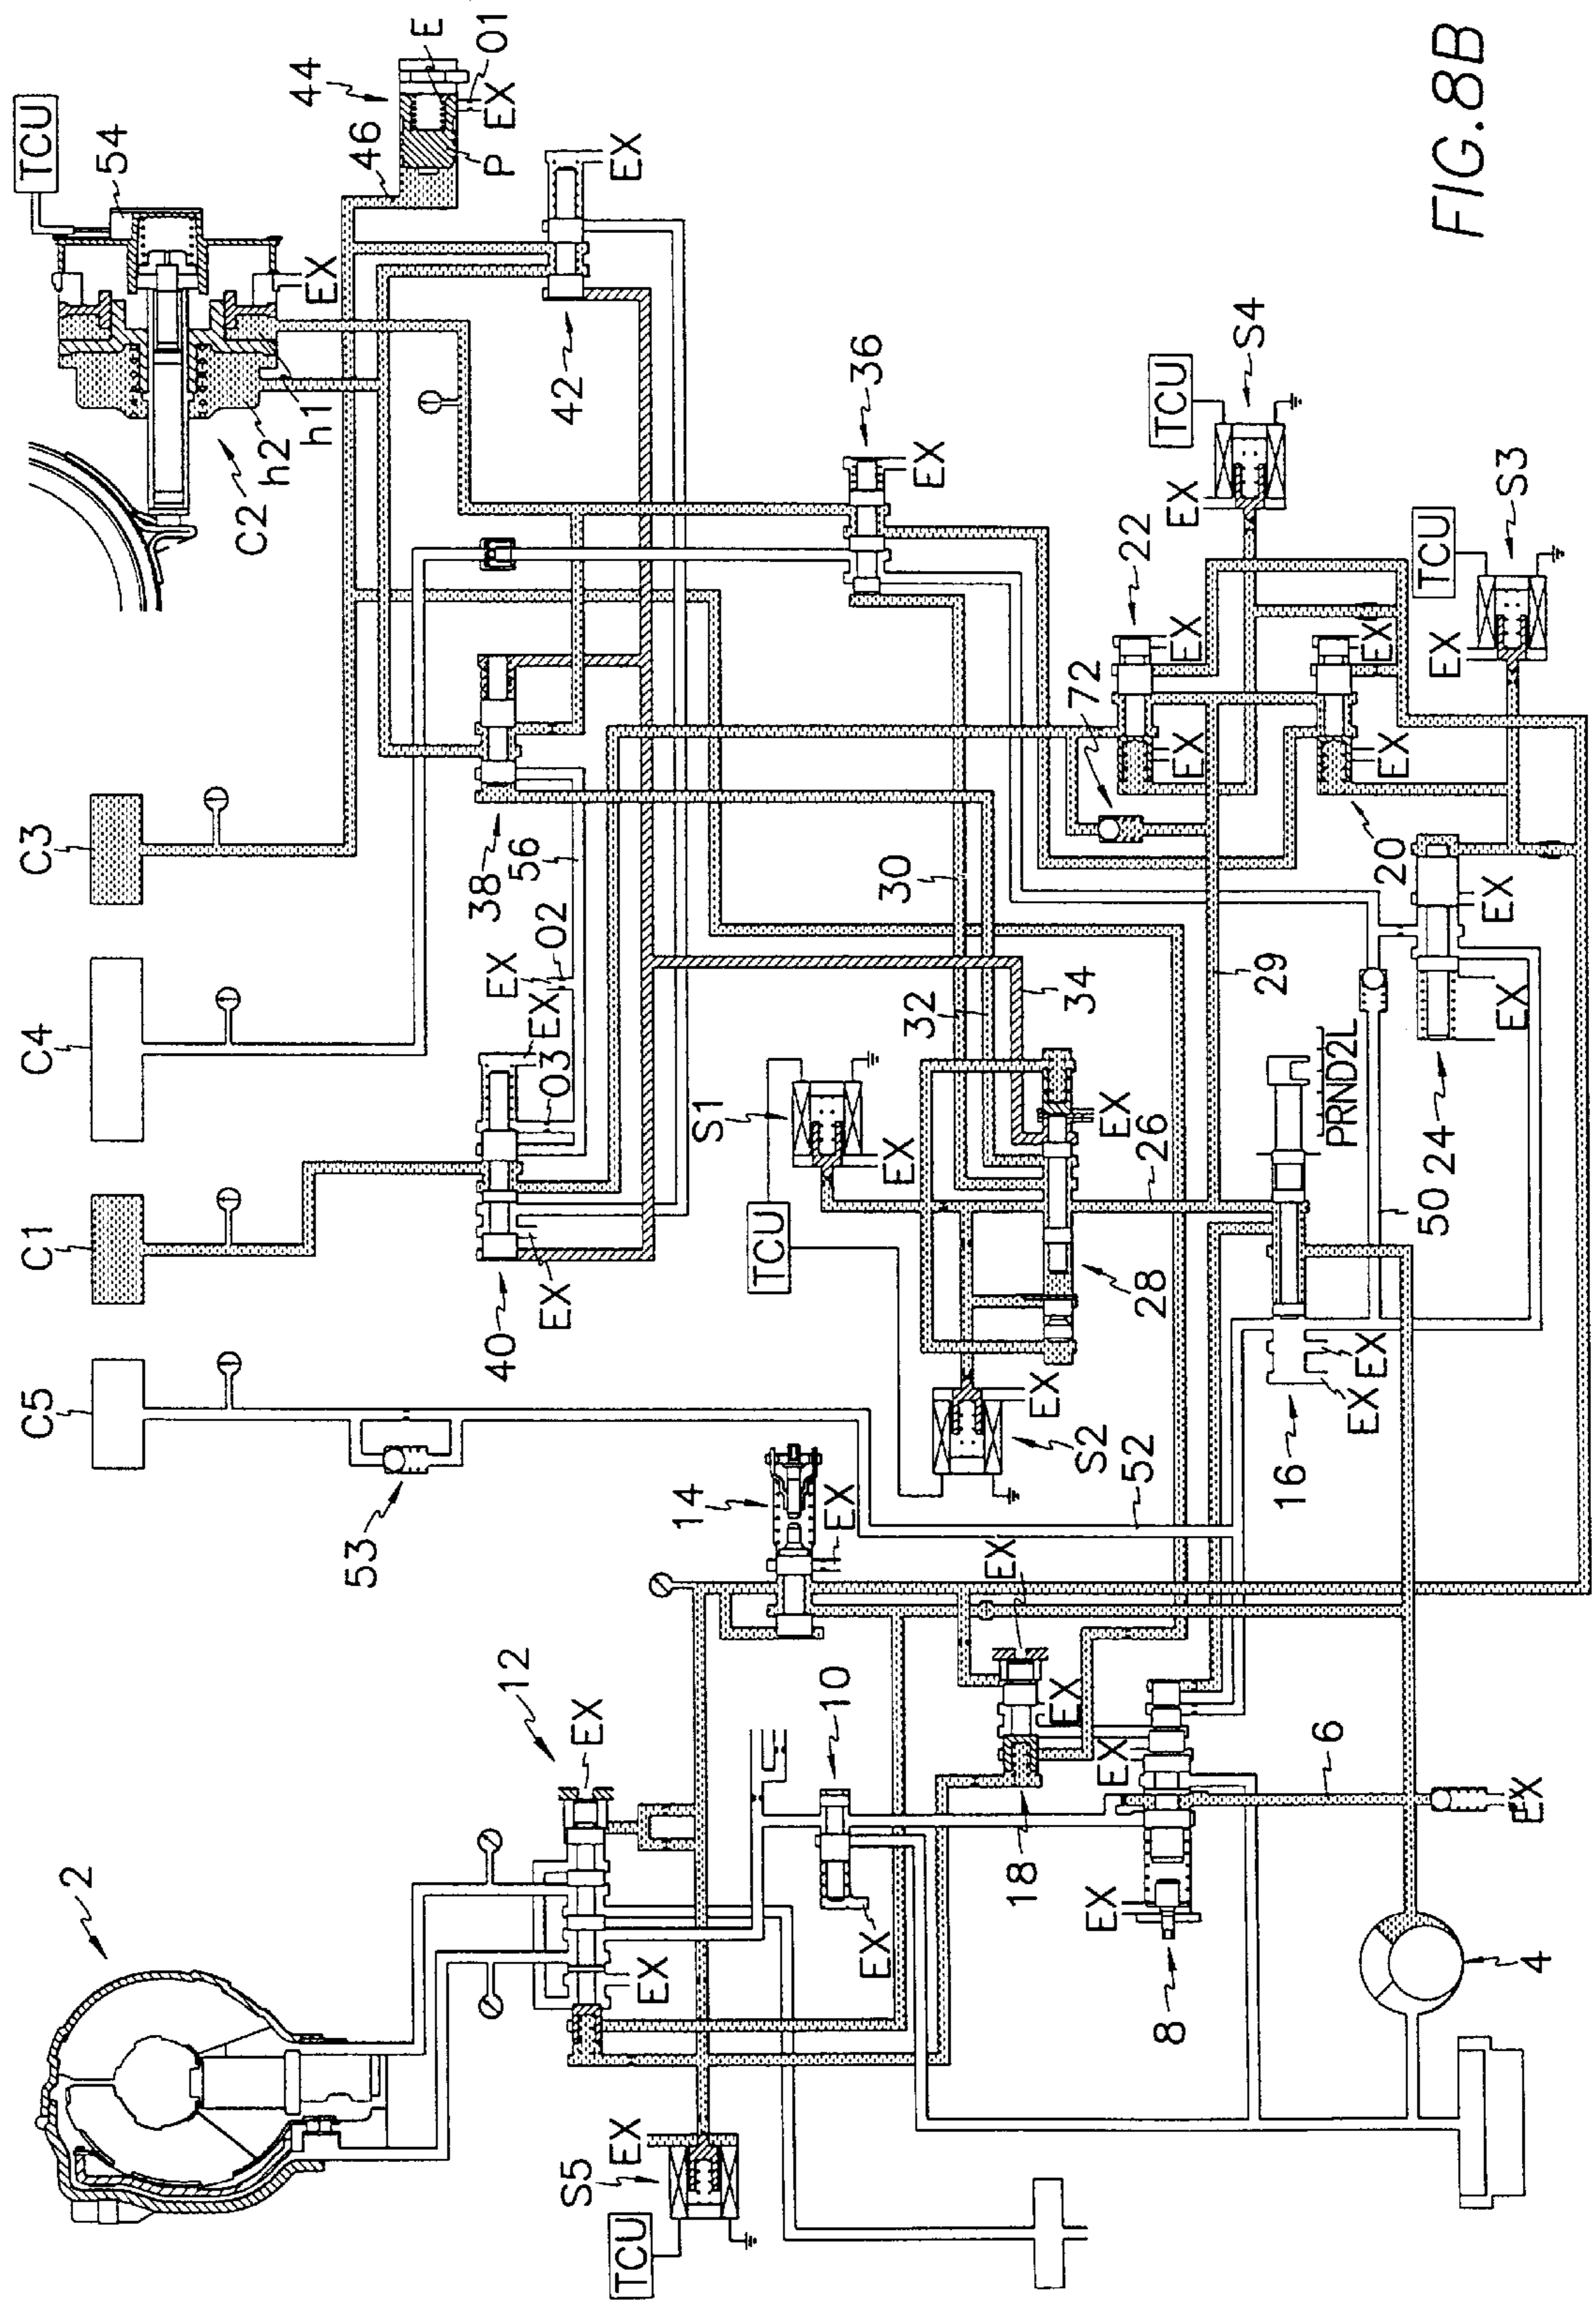 TCU
54
44
E
01
EX
P
46
EX
EX
42
h1
h2
C2
36
EX
TCU
S4
EX
22
EX
EX
72
TCU
S3
EX
EX
EX
20
EX
EX
24
C3
38
56
02
EX
EX
03
C4
30
32
34
29
S1
EX
TCU
EX
26
PRND2L
50
28
C1
40
EX
C5
53
S2
EX
52
16
EX
EX
14
EX
EX
12
EX
10
EX
EX
EX
18
6
EX
EX
8
4
2
EX
S5
EX
TCU
FIG.8B